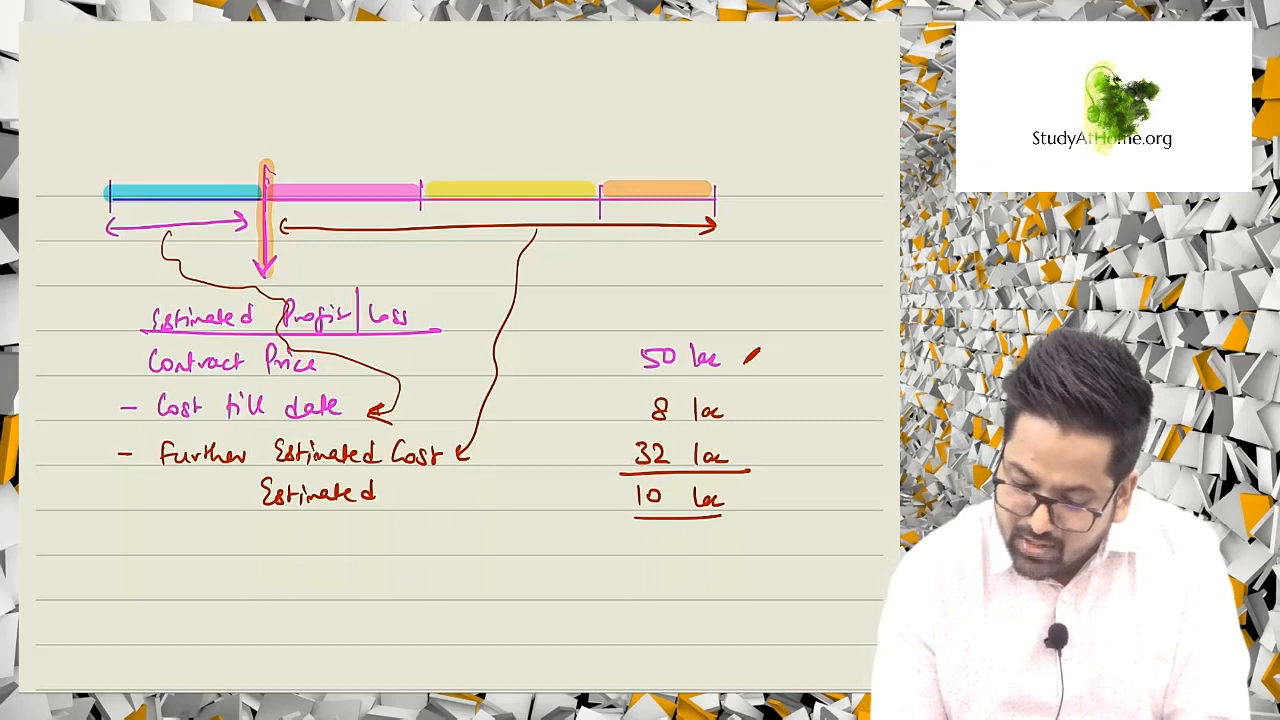 StudyAtHome.org
Estimated Profit | Loss
Contract Price 50 lac
- Cost till date 8 lac
- Further Estimated Cost 32 lac
Estimated 10 lac